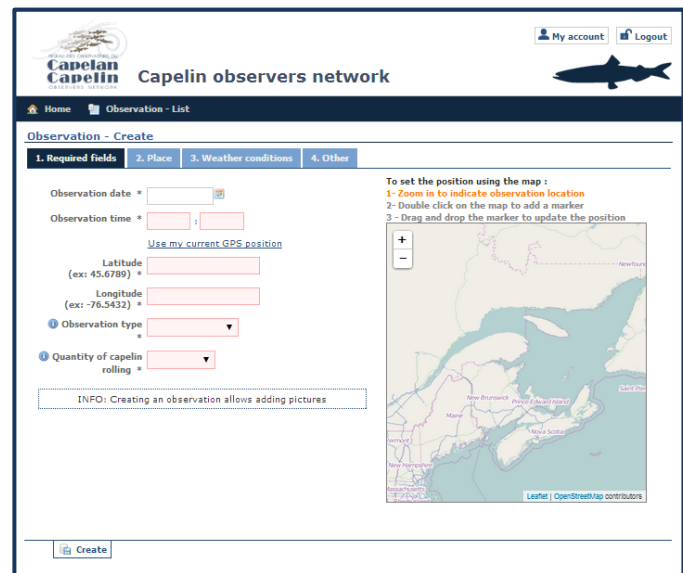 My account
Logout
RÉSEAU DES OBSERVATEURS DU
Capelan
Capelin
OBSERVERS NETWORK
Capelin observers network
Home
Observation - List
Observation - Create
1. Required fields
2. Place
3. Weather conditions
4. Other
Observation date *
Observation time * :
Use my current GPS position
Latitude
(ex: 45.6789) *
Longitude
(ex: -76.5432) *
Observation type
*
Quantity of capelin
rolling *
INFO: Creating an observation allows adding pictures
To set the position using the map :
1- Zoom in to indicate observation location
2- Double click on the map to add a marker
3 - Drag and drop the marker to update the position
+
−
New Brunswick
Prince Edward Island
Maine
Nova Scotia
New Hampshire
Massachusetts
Leaflet | OpenStreetMap contributors
Create